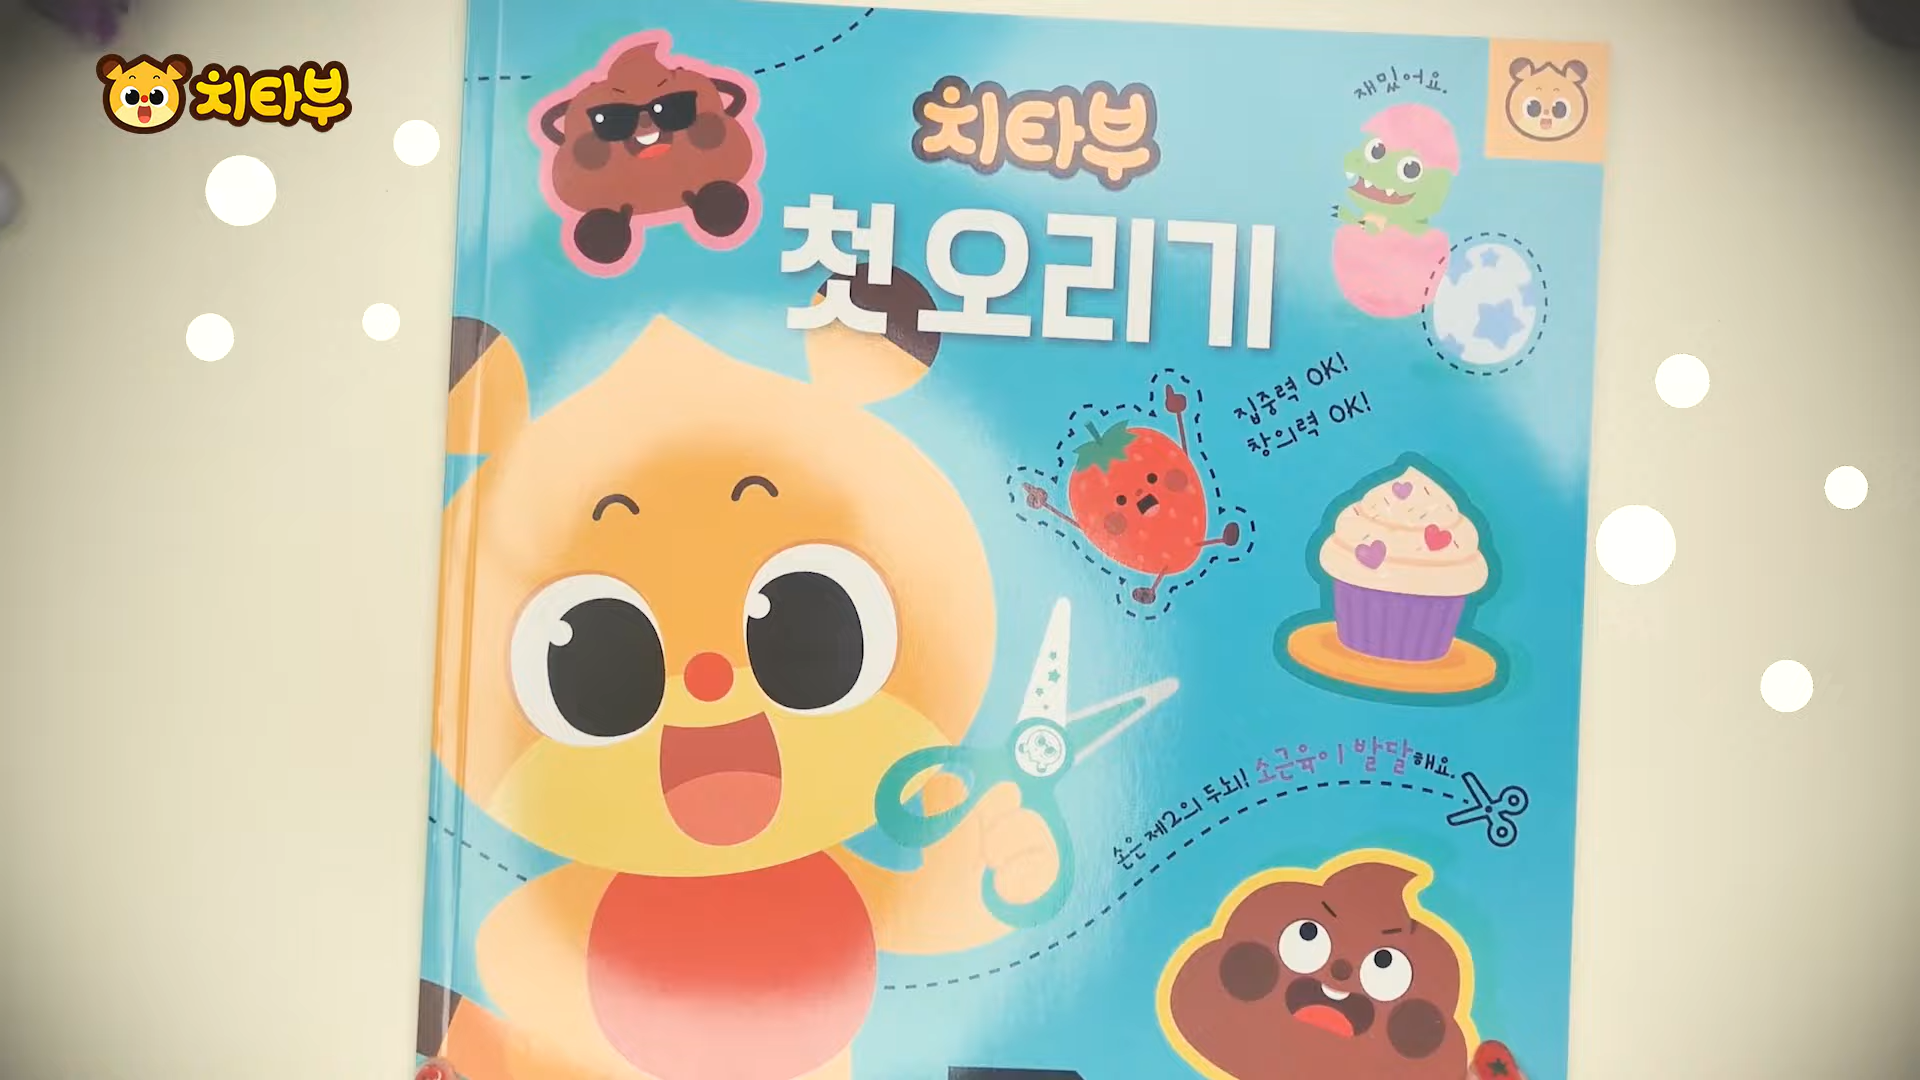 치타부
치타부
첫 오리기
재밌어요.
집중력 OK!
창의력 OK!
손은 제2의 두뇌! 소근육이 발달해요.